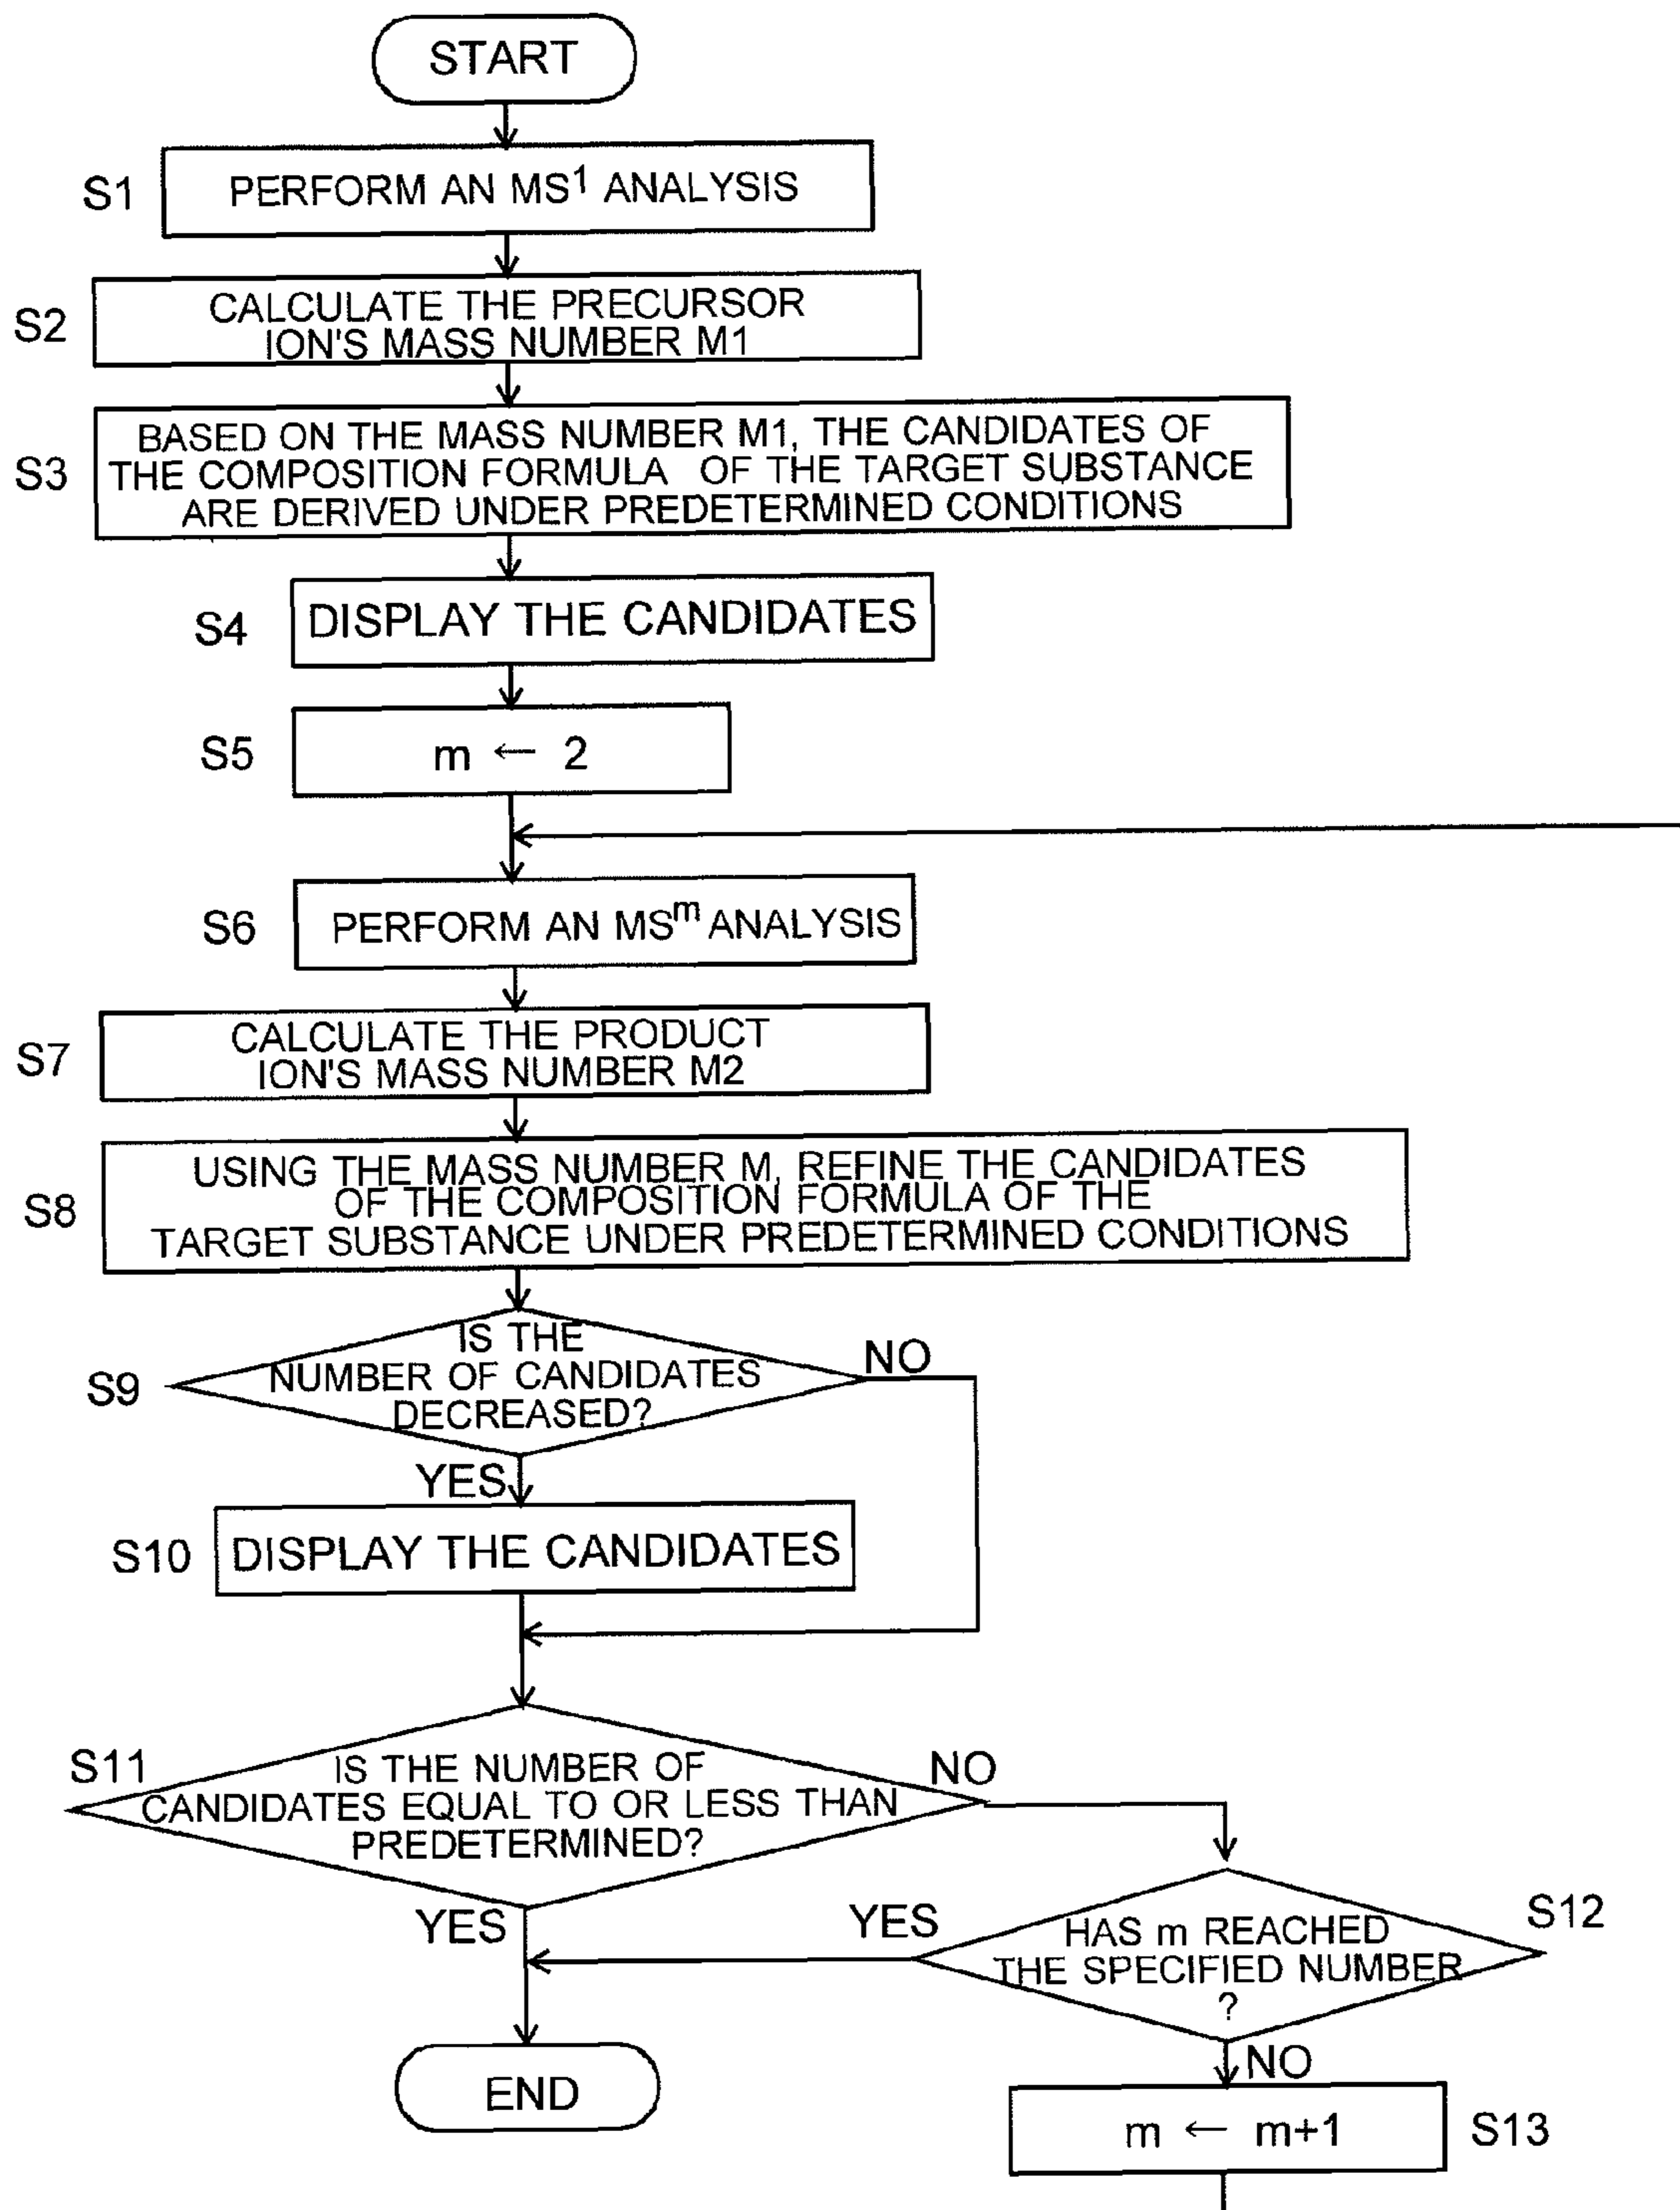 START
S1
PERFORM AN MS¹ ANALYSIS
S2
CALCULATE THE PRECURSOR
ION'S MASS NUMBER M1
S3
BASED ON THE MASS NUMBER M1, THE CANDIDATES OF
THE COMPOSITION FORMULA OF THE TARGET SUBSTANCE
ARE DERIVED UNDER PREDETERMINED CONDITIONS
S4
DISPLAY THE CANDIDATES
S5
m ← 2
S6
PERFORM AN MSᵐ ANALYSIS
S7
CALCULATE THE PRODUCT
ION'S MASS NUMBER M2
S8
USING THE MASS NUMBER M, REFINE THE CANDIDATES
OF THE COMPOSITION FORMULA OF THE
TARGET SUBSTANCE UNDER PREDETERMINED CONDITIONS
S9
IS THE
NUMBER OF CANDIDATES
DECREASED?
NO
YES
S10
DISPLAY THE CANDIDATES
S11
IS THE NUMBER OF
CANDIDATES EQUAL TO OR LESS THAN
PREDETERMINED?
NO
YES
YES
S12
HAS m REACHED
THE SPECIFIED NUMBER
?
NO
END
m ← m+1
S13